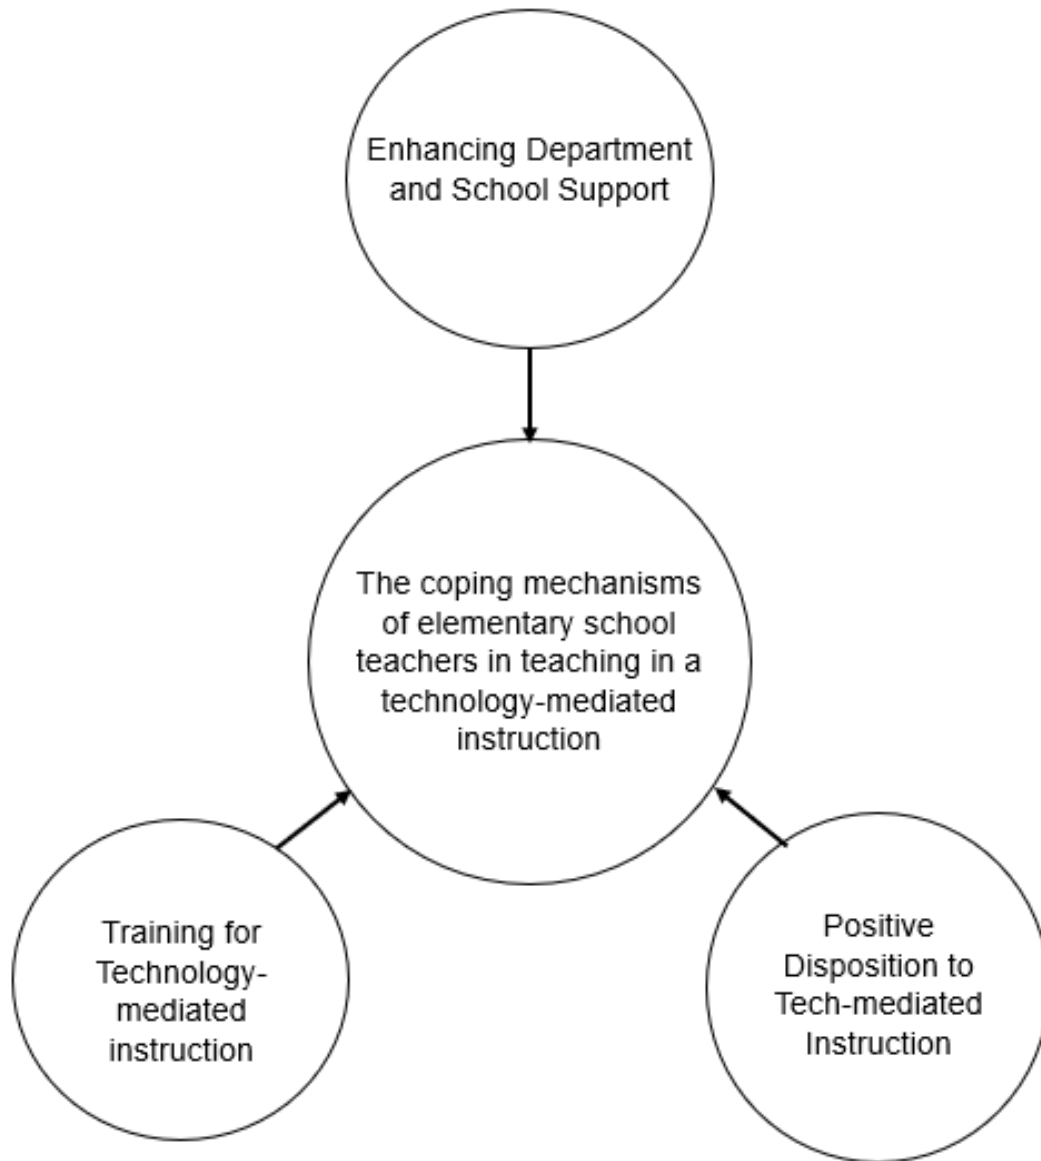 Enhancing Department
and School Support
The coping mechanisms
of elementary school
teachers in teaching in a
technology-mediated
instruction
Training for
Technology-
mediated
instruction
Positive
Disposition to
Tech-mediated
Instruction